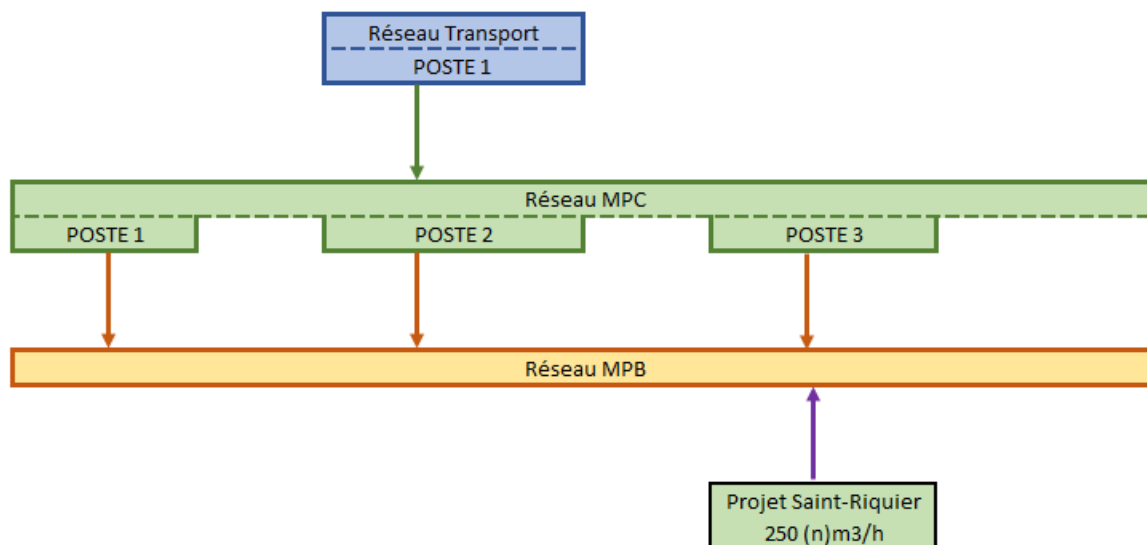 Réseau Transport
POSTE 1
Réseau MPC
POSTE 1
POSTE 2
POSTE 3
Réseau MPB
Projet Saint-Riquier
250 (n)m3/h